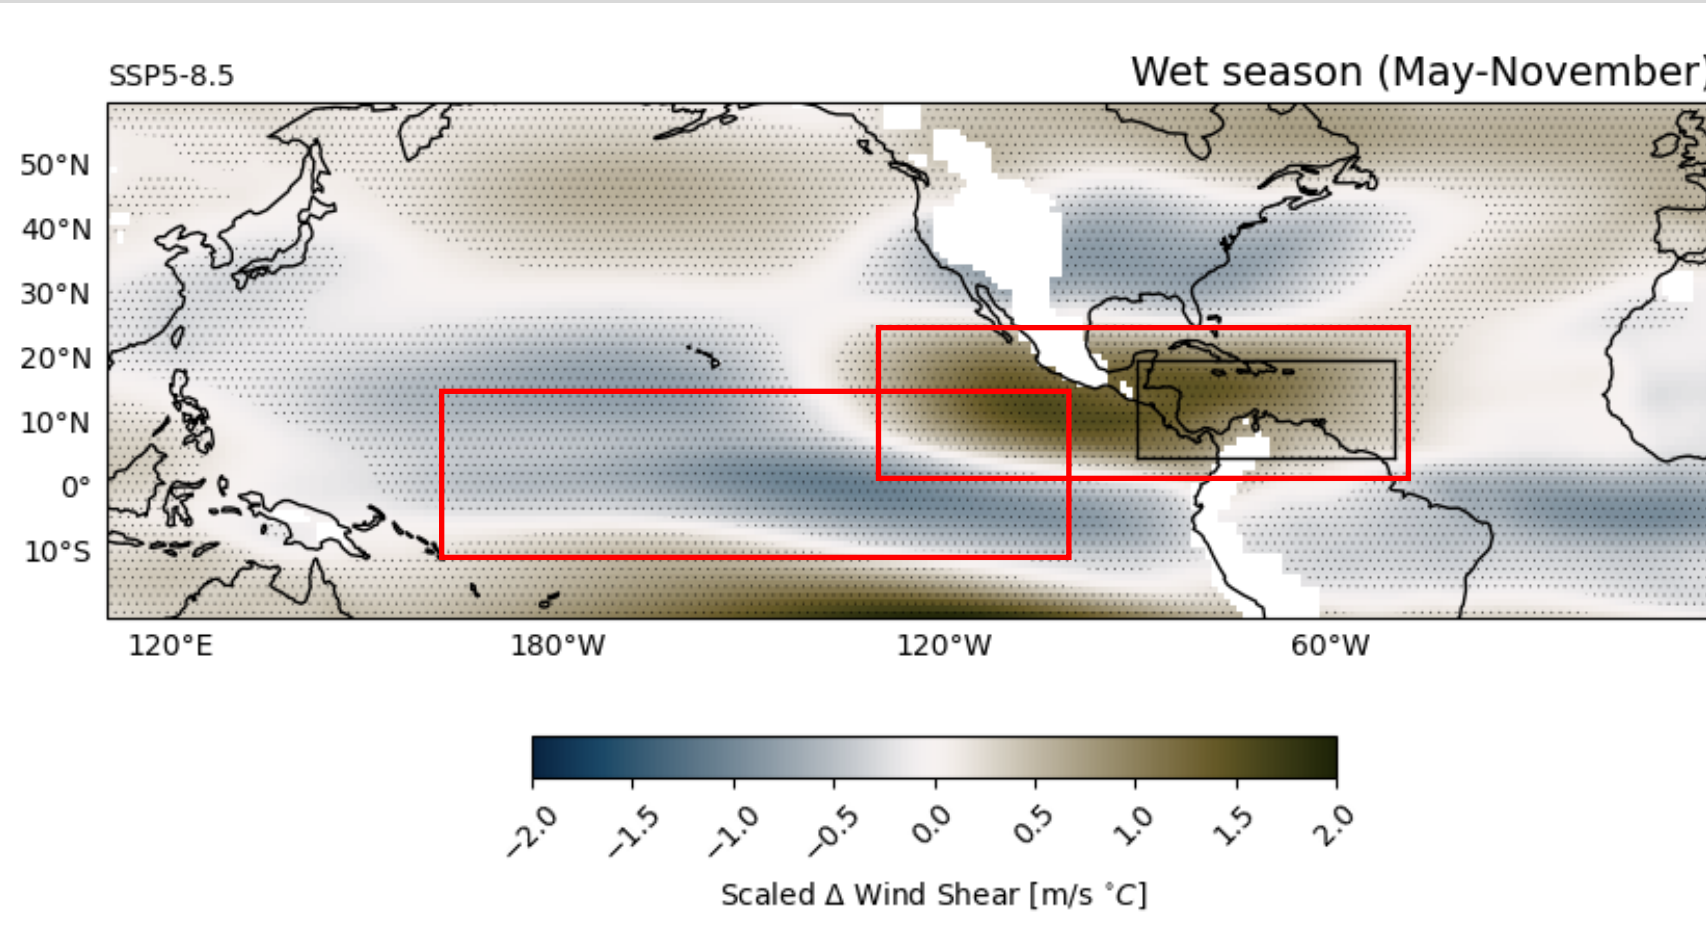 SSP5-8.5
Wet season (May-November)
50°N
40°N
30°N
20°N
10°N
0°
10°S
120°E 180°W 120°W 60°W
−2.0 −1.5 −1.0 −0.5 0.0 0.5 1.0 1.5 2.0
Scaled Δ Wind Shear [m/s °C]